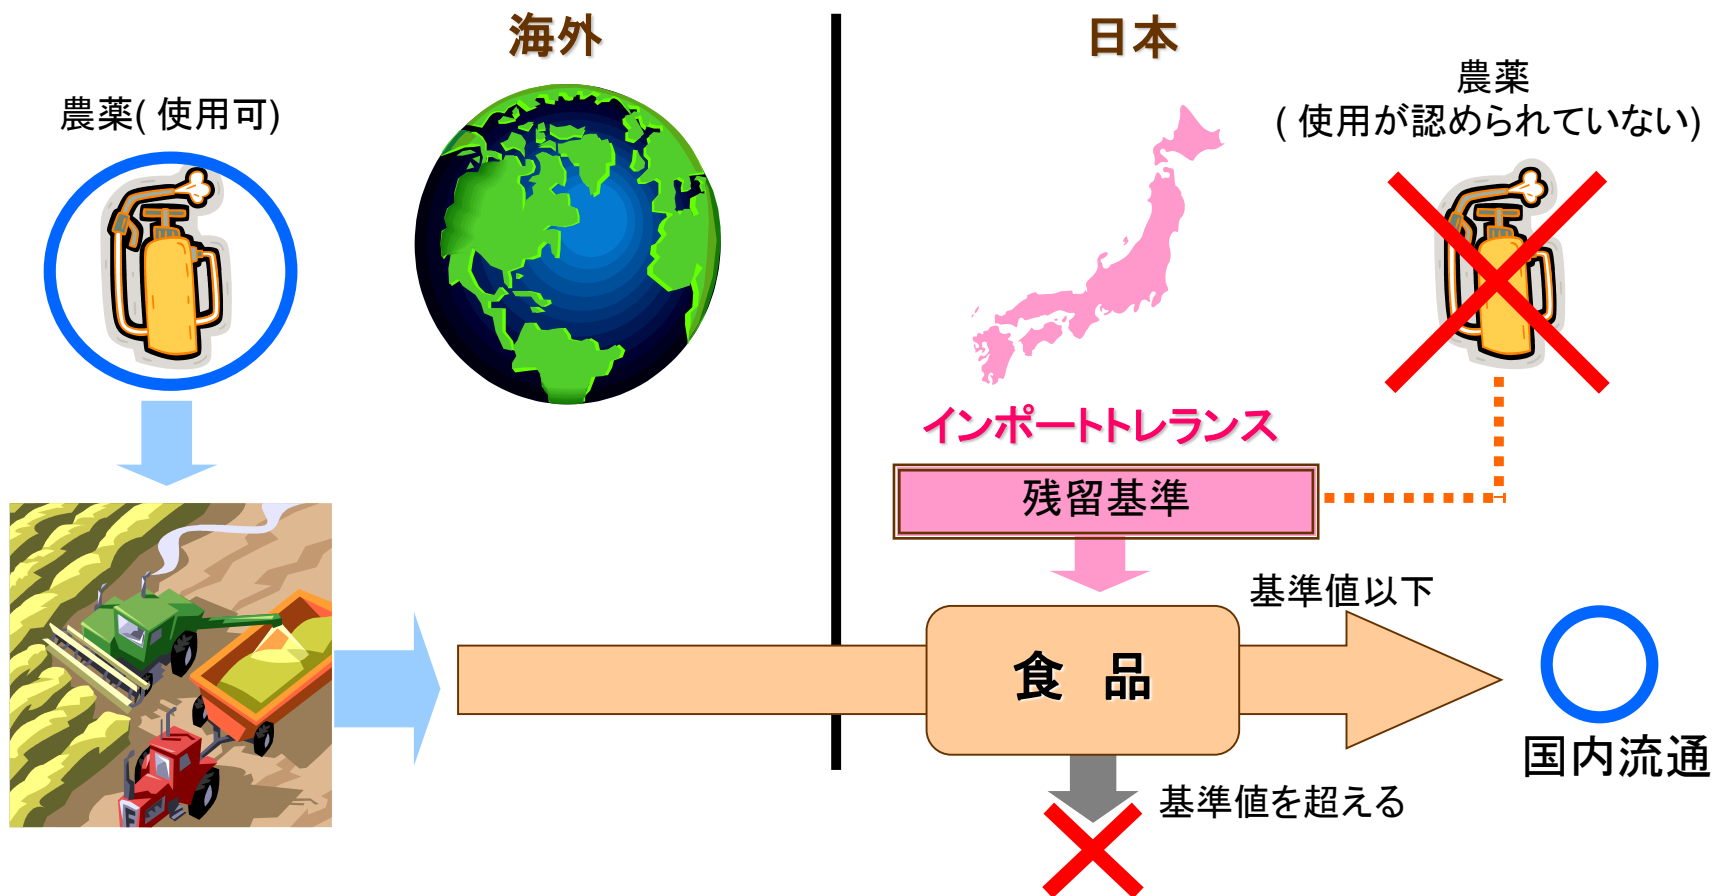 海外
日本
農薬( 使用可)
農薬
( 使用が認められていない)
インポートトレランス
残留基準
基準値以下
食　品
国内流通
基準値を超える